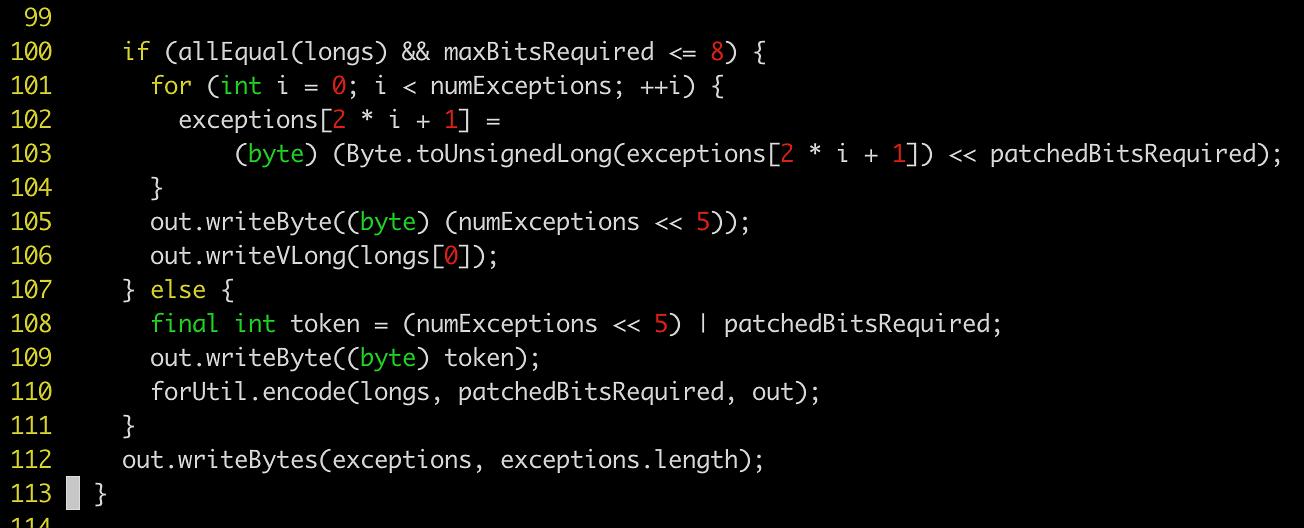 99
100     if (allEqual(longs) && maxBitsRequired <= 8) {
101       for (int i = 0; i < numExceptions; ++i) {
102         exceptions[2 * i + 1] =
103             (byte) (Byte.toUnsignedLong(exceptions[2 * i + 1]) << patchedBitsRequired);
104       }
105       out.writeByte((byte) (numExceptions << 5));
106       out.writeVLong(longs[0]);
107     } else {
108       final int token = (numExceptions << 5) | patchedBitsRequired;
109       out.writeByte((byte) token);
110       forUtil.encode(longs, patchedBitsRequired, out);
111     }
112     out.writeBytes(exceptions, exceptions.length);
113   }
114